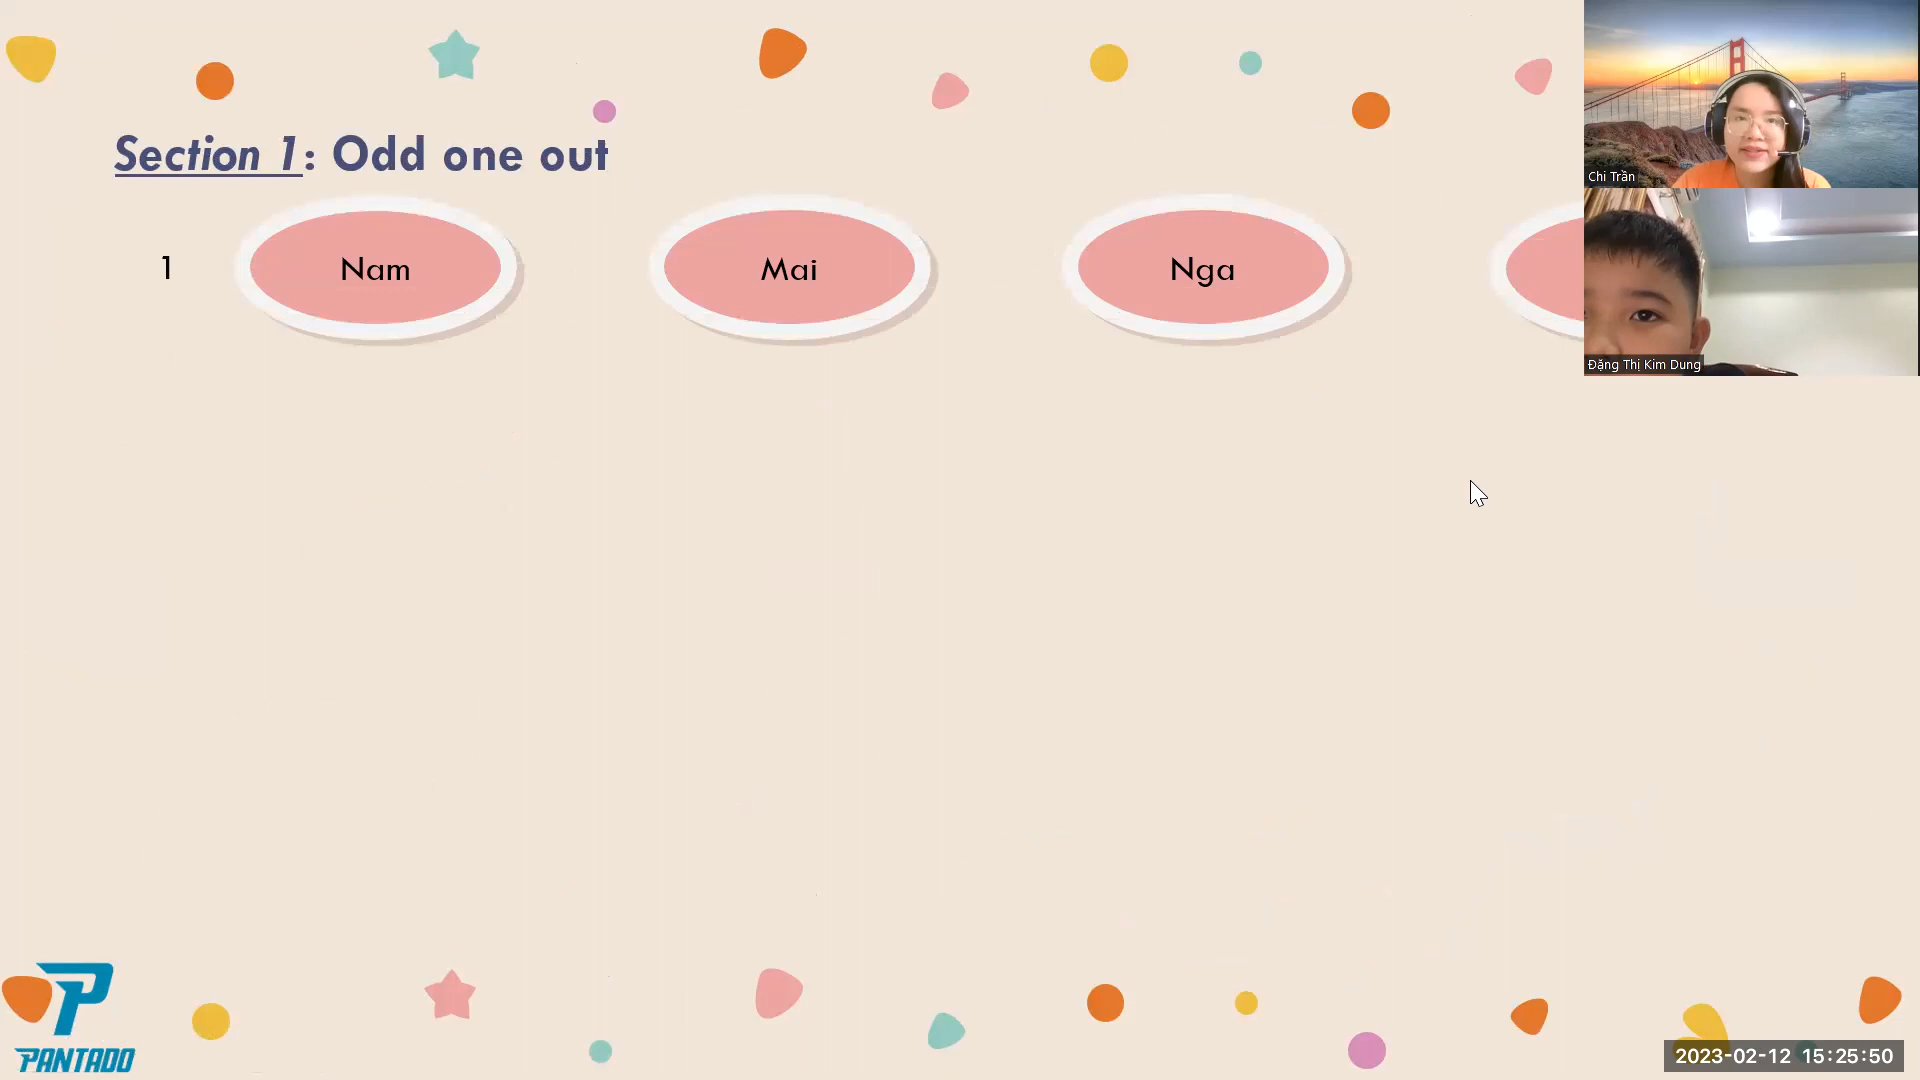 Section 1: Odd one out
1 Nam Mai Nga
Chi Trần
Đặng Thị Kim Dung
PANTADO
2023-02-12 15:25:50